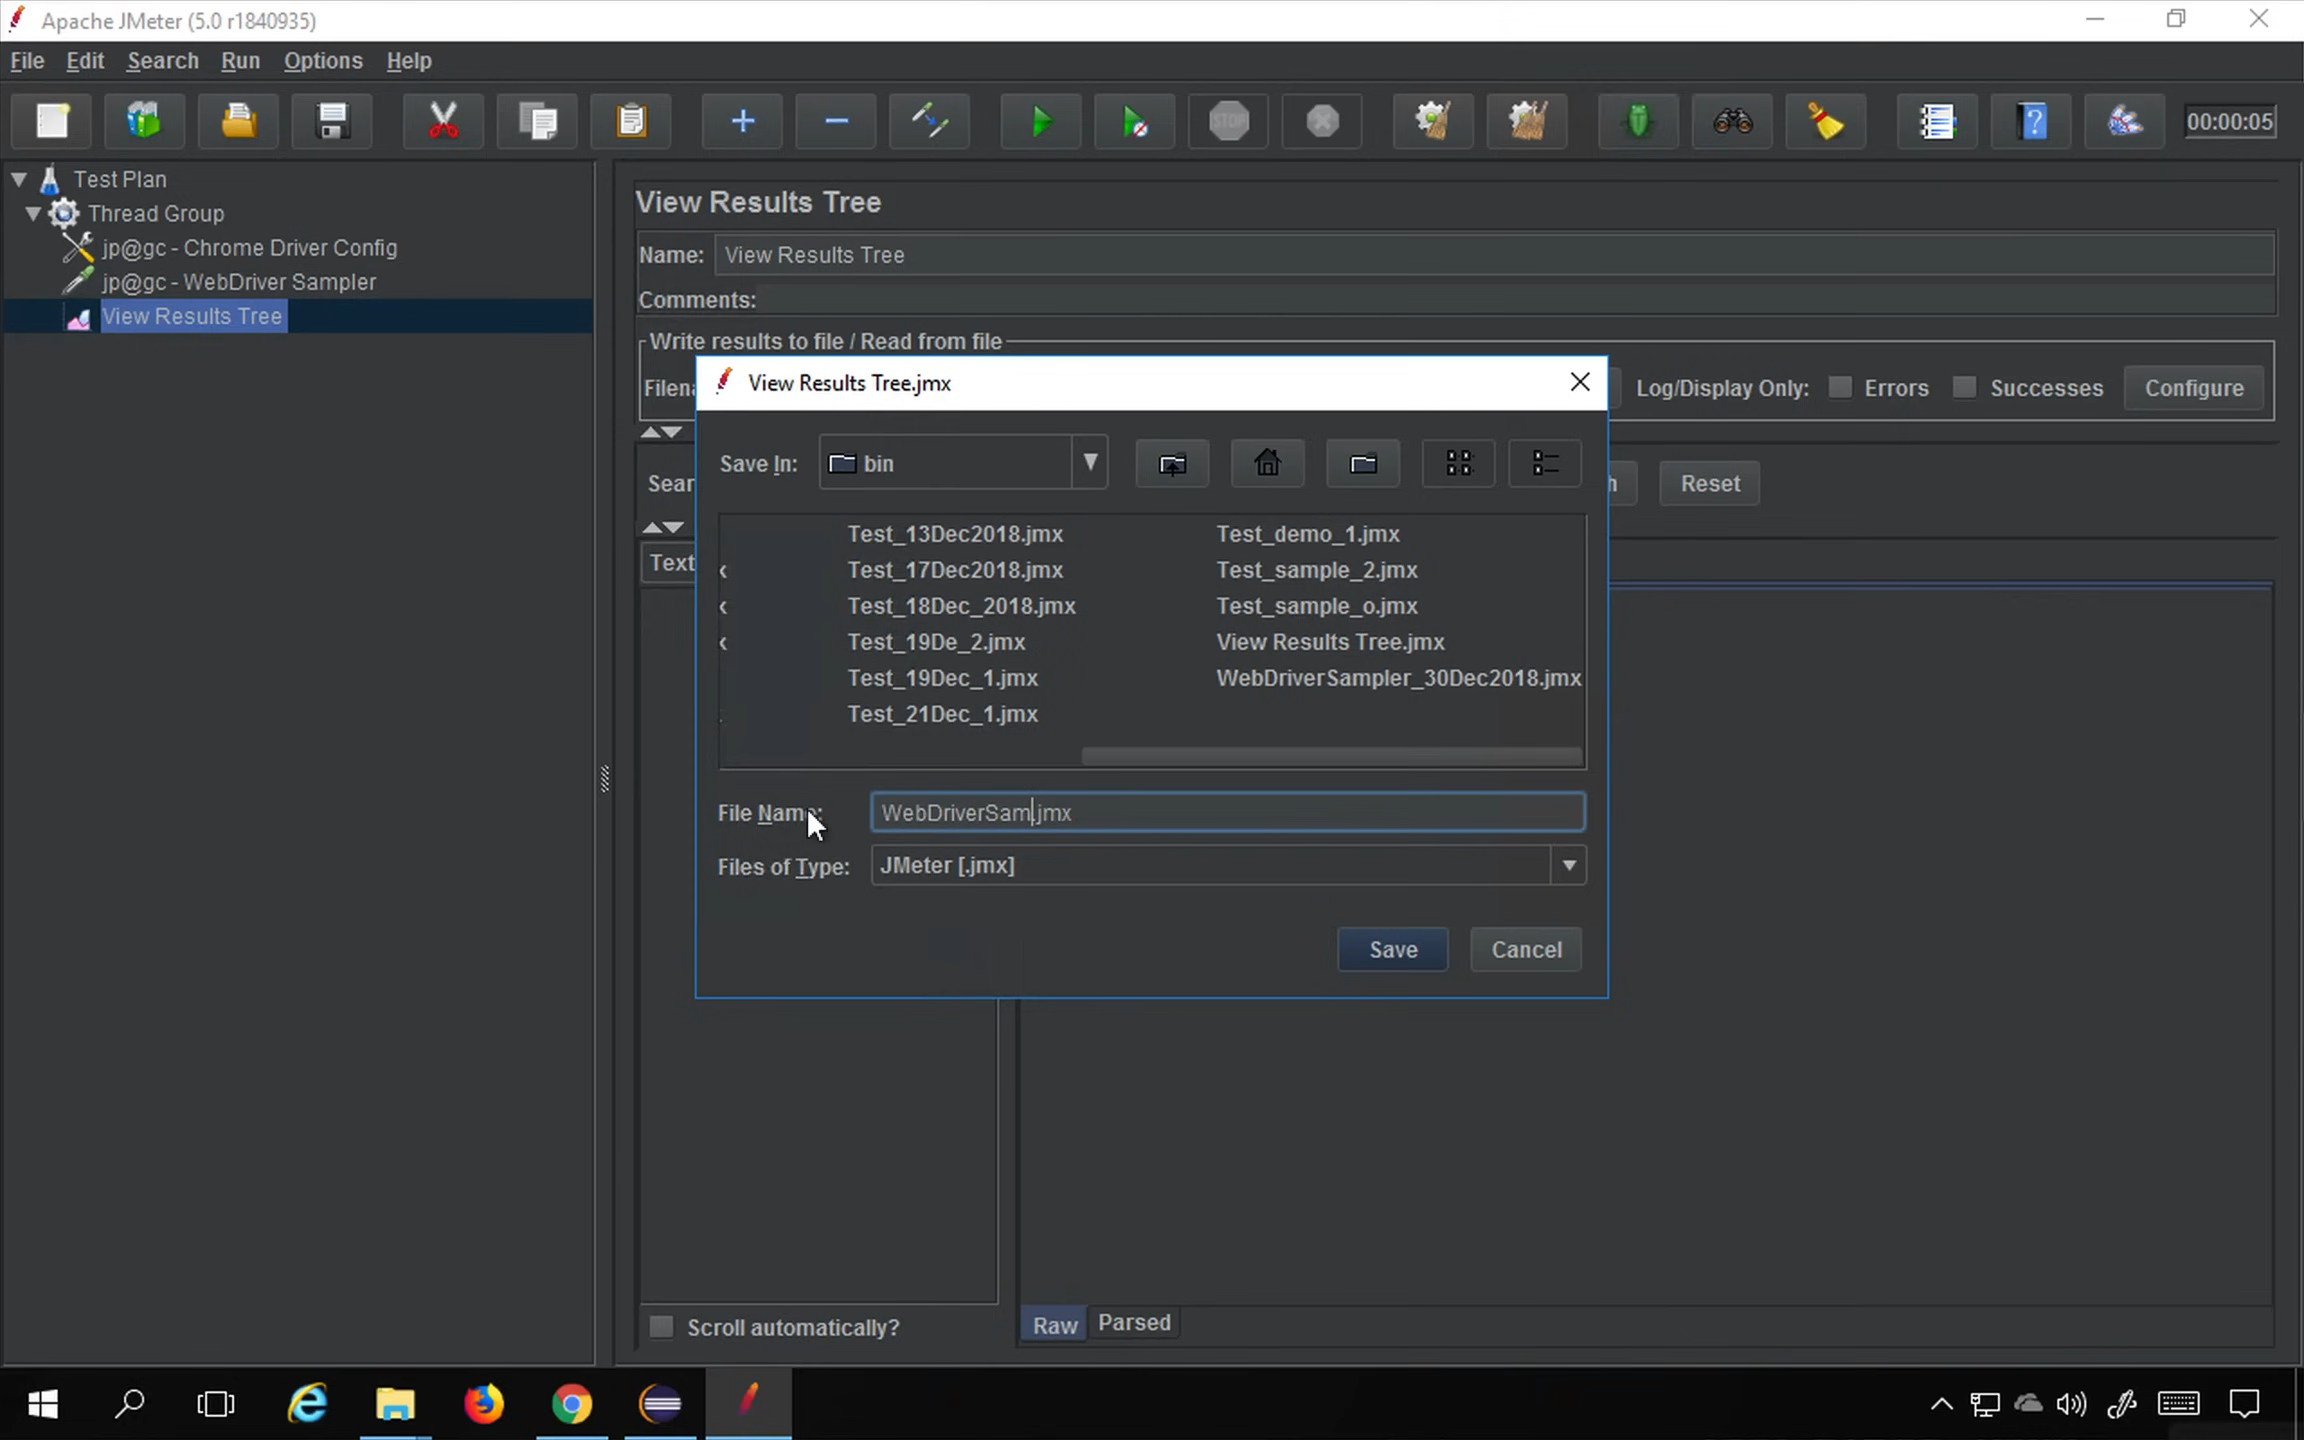 Apache JMeter (5.0 r1840935)
File Edit Search Run Options Help
STOP
00:00:05
Test Plan
Thread Group
jp@gc - Chrome Driver Config
jp@gc - WebDriver Sampler
View Results Tree
View Results Tree
Name: View Results Tree
Comments:
Write results to file / Read from file
Log/Display Only: Errors Successes Configure
Reset
Text
View Results Tree.jmx
Save In: bin
Test_13Dec2018.jmx Test_demo_1.jmx
Test_17Dec2018.jmx Test_sample_2.jmx
Test_18Dec_2018.jmx Test_sample_o.jmx
Test_19De_2.jmx View Results Tree.jmx
Test_19Dec_1.jmx WebDriverSampler_30Dec2018.jmx
Test_21Dec_1.jmx
File Name: WebDriverSam.jmx
Files of Type: JMeter [.jmx]
Save Cancel
Scroll automatically?
Raw Parsed